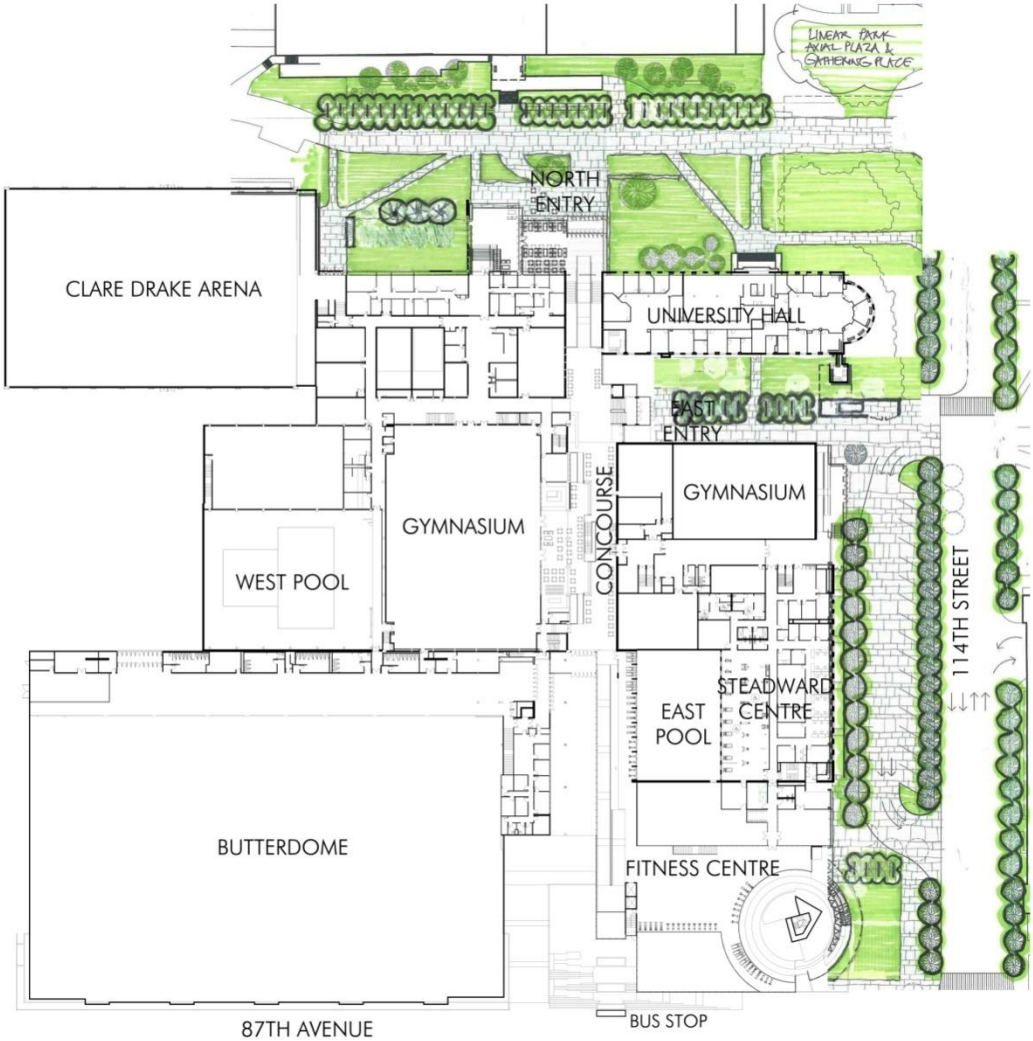 LINEAR PARK
AXIAL PLAZA &
GATHERING PLACE
NORTH
ENTRY
CLARE DRAKE ARENA
UNIVERSITY HALL
EAST
ENTRY
GYMNASIUM
GYMNASIUM
CONCOURSE
WEST POOL
114TH STREET
STEADWARD
CENTRE
EAST
POOL
BUTTERDOME
FITNESS CENTRE
87TH AVENUE
BUS STOP